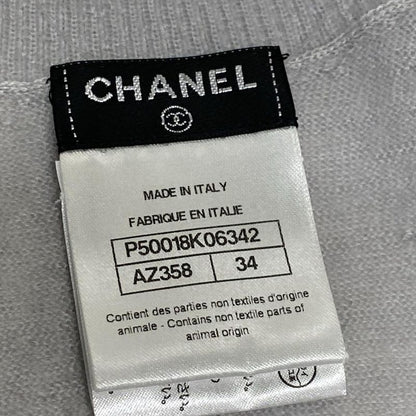 CHANEL
MADE IN ITALY
FABRIQUE EN ITALIE
P50018K06342
AZ358 34
Contient des parties non textiles d'origine
animale - Contains non textile parts of
animal origin